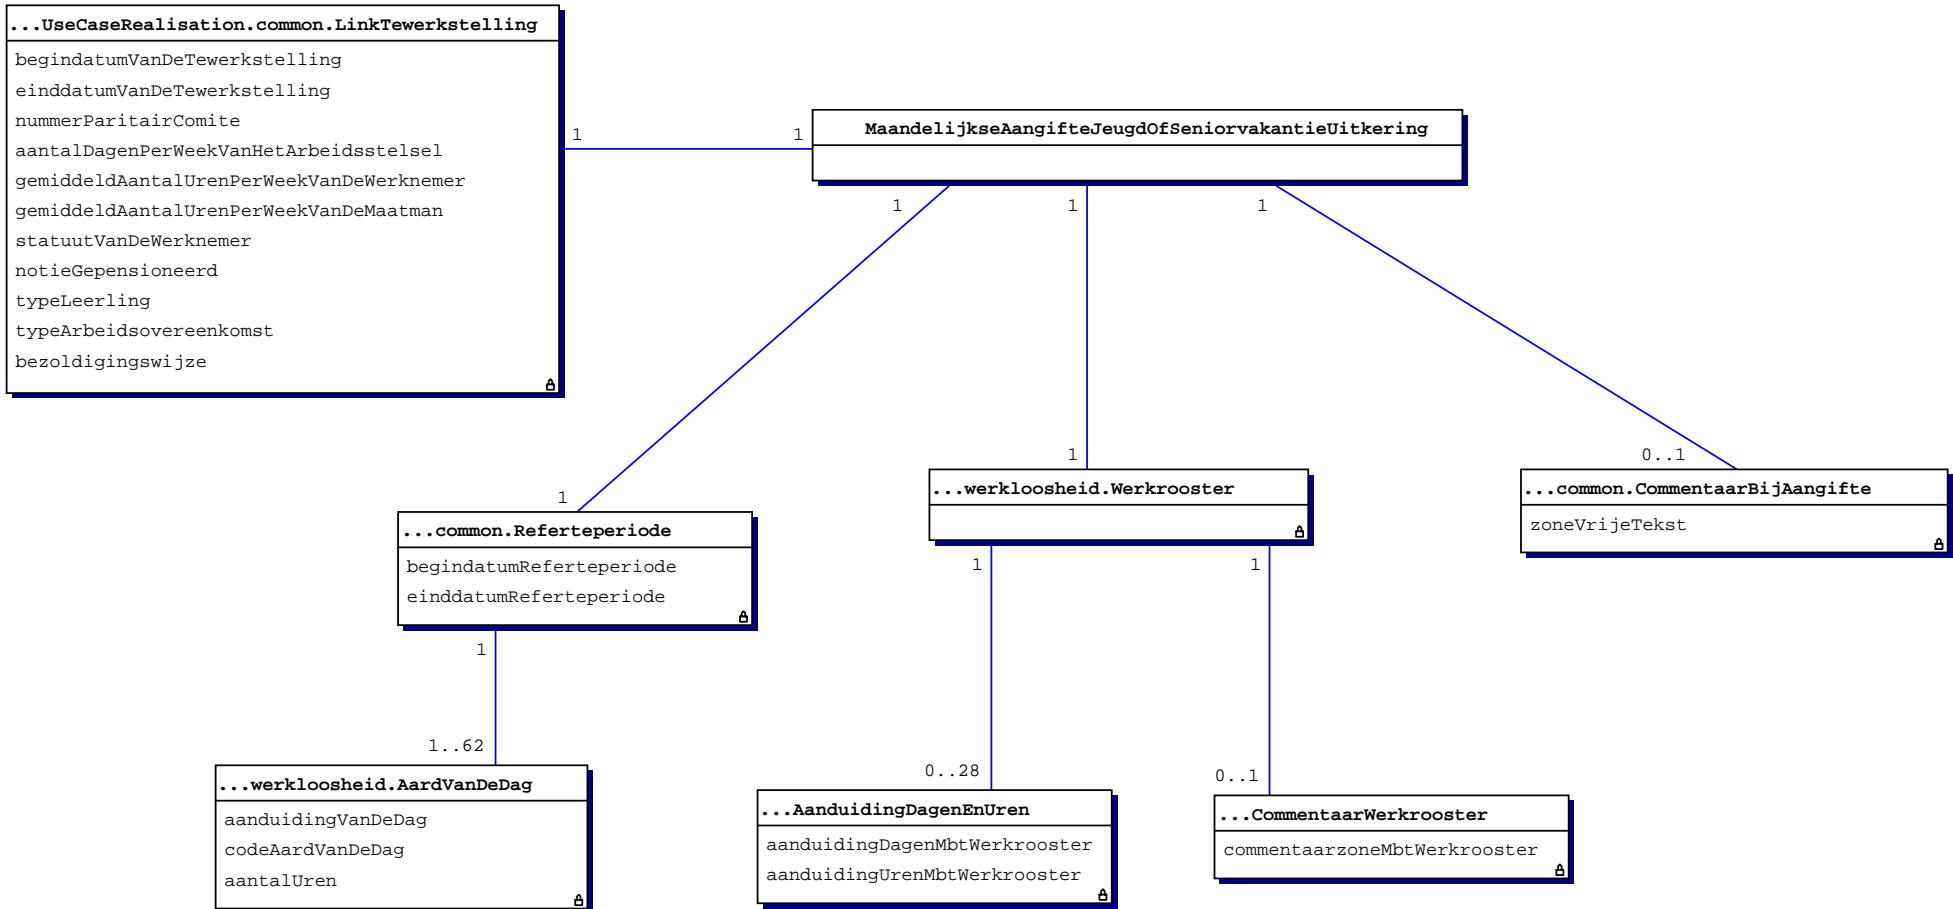 ...UseCaseRealisation.common.LinkTewerkstelling
begindatumVanDeTewerkstelling
einddatumVanDeTewerkstelling
nummerParitairComite
aantalDagenPerWeekVanHetArbeidsstelsel
gemiddeldAantalUrenPerWeekVanDeWerknemer
gemiddeldAantalUrenPerWeekVanDeMaatman
statuutVanDeWerknemer
notieGepensioneerd
typeLeerling
typeArbeidsovereenkomst
bezoldigingswijze
1
1
MaandelijkseAangifteJeugdOfSeniorvakantieUitkering
1
1
1
1
1
0..1
...common.Referteperiode
begindatumReferteperiode
einddatumReferteperiode
...werkloosheid.Werkrooster
...common.CommentaarBijAangifte
zoneVrijeTekst
1
1
1
1..62
0..28
0..1
...werkloosheid.AardVanDeDag
aanduidingVanDeDag
codeAardVanDeDag
aantalUren
...AanduidingDagenEnUren
aanduidingDagenMbtWerkrooster
aanduidingUrenMbtWerkrooster
...CommentaarWerkrooster
commentaarzoneMbtWerkrooster